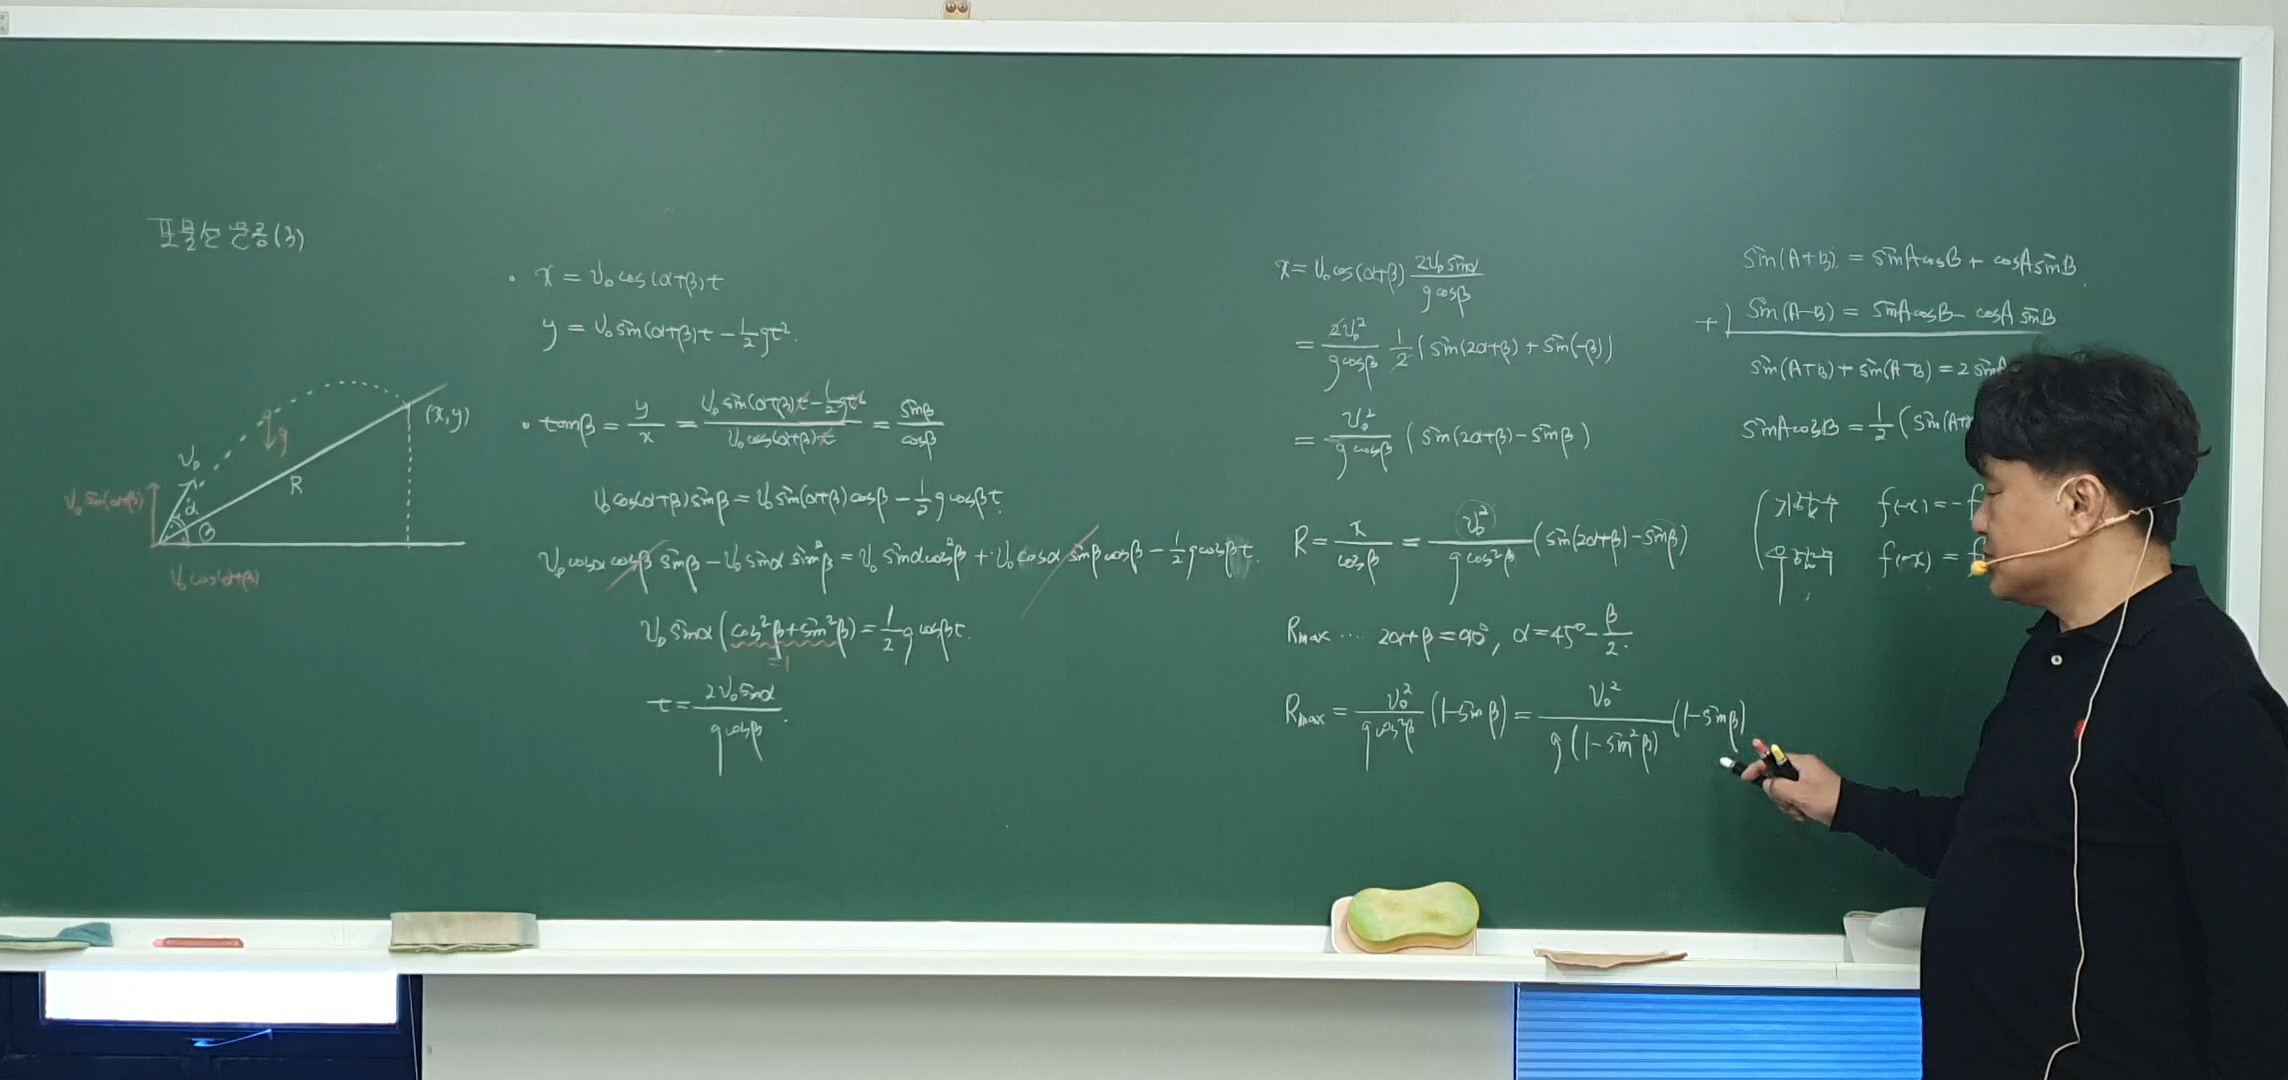 포물선 운동(3)
v₀
α
β
R
(x,y)
g
v₀ sin(α+β)
v₀ cos(α+β)
· x = v₀ cos(α+β)t
y = v₀ sin(α+β)t - 1/2 gt².
· tanβ = y/x = (v₀ sin(α+β)t - 1/2 gt²)/(v₀ cos(α+β)t) = sinβ/cosβ
v₀ cos(α+β) sinβ = v₀ sin(α+β) cosβ - 1/2 g cosβ t.
v₀ cosα cosβ sinβ - v₀ sinα sin²β = v₀ sinα cos²β + v₀ cosα sinβ cosβ - 1/2 g cosβ t.
v₀ sinα (cos²β + sin²β) = 1/2 g cosβ t.
=1
t = 2v₀ sinα / g cosβ.
x = v₀ cos(α+β) 2v₀ sinα / g cosβ
= 2v₀² / g cosβ 1/2 (sin(2α+β) + sin(-β))
= v₀² / g cosβ (sin(2α+β) - sinβ)
R = x/cosβ = v₀² / g cos²β (sin(2α+β) - sinβ)
Rmax ···· 2α+β = 90°, α = 45° - β/2.
Rmax = v₀² / g cos²β (1 - sinβ) = v₀² / g(1 - sin²β) (1 - sinβ)
sin(A+B) = sinA cosB + cosA sinB
+) sin(A-B) = sinA cosB - cosA sinB
sin(A+B) + sin(A-B) = 2 sin
sinA cosB = 1/2 (sin(A+
기함수 f(-x) = - f
우함수 f(-x) = f